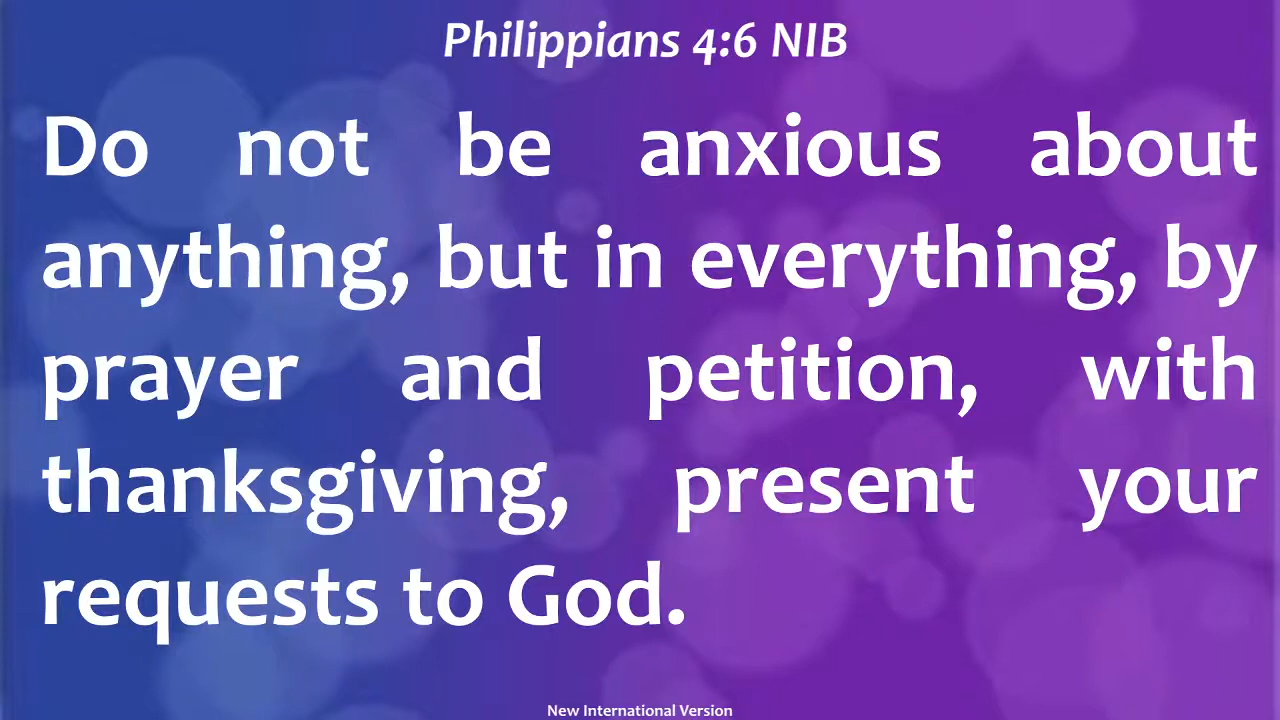 Philippians 4:6 NIB
Do not be anxious about
anything, but in everything, by
prayer and petition, with
thanksgiving, present your
requests to God.
New International Version